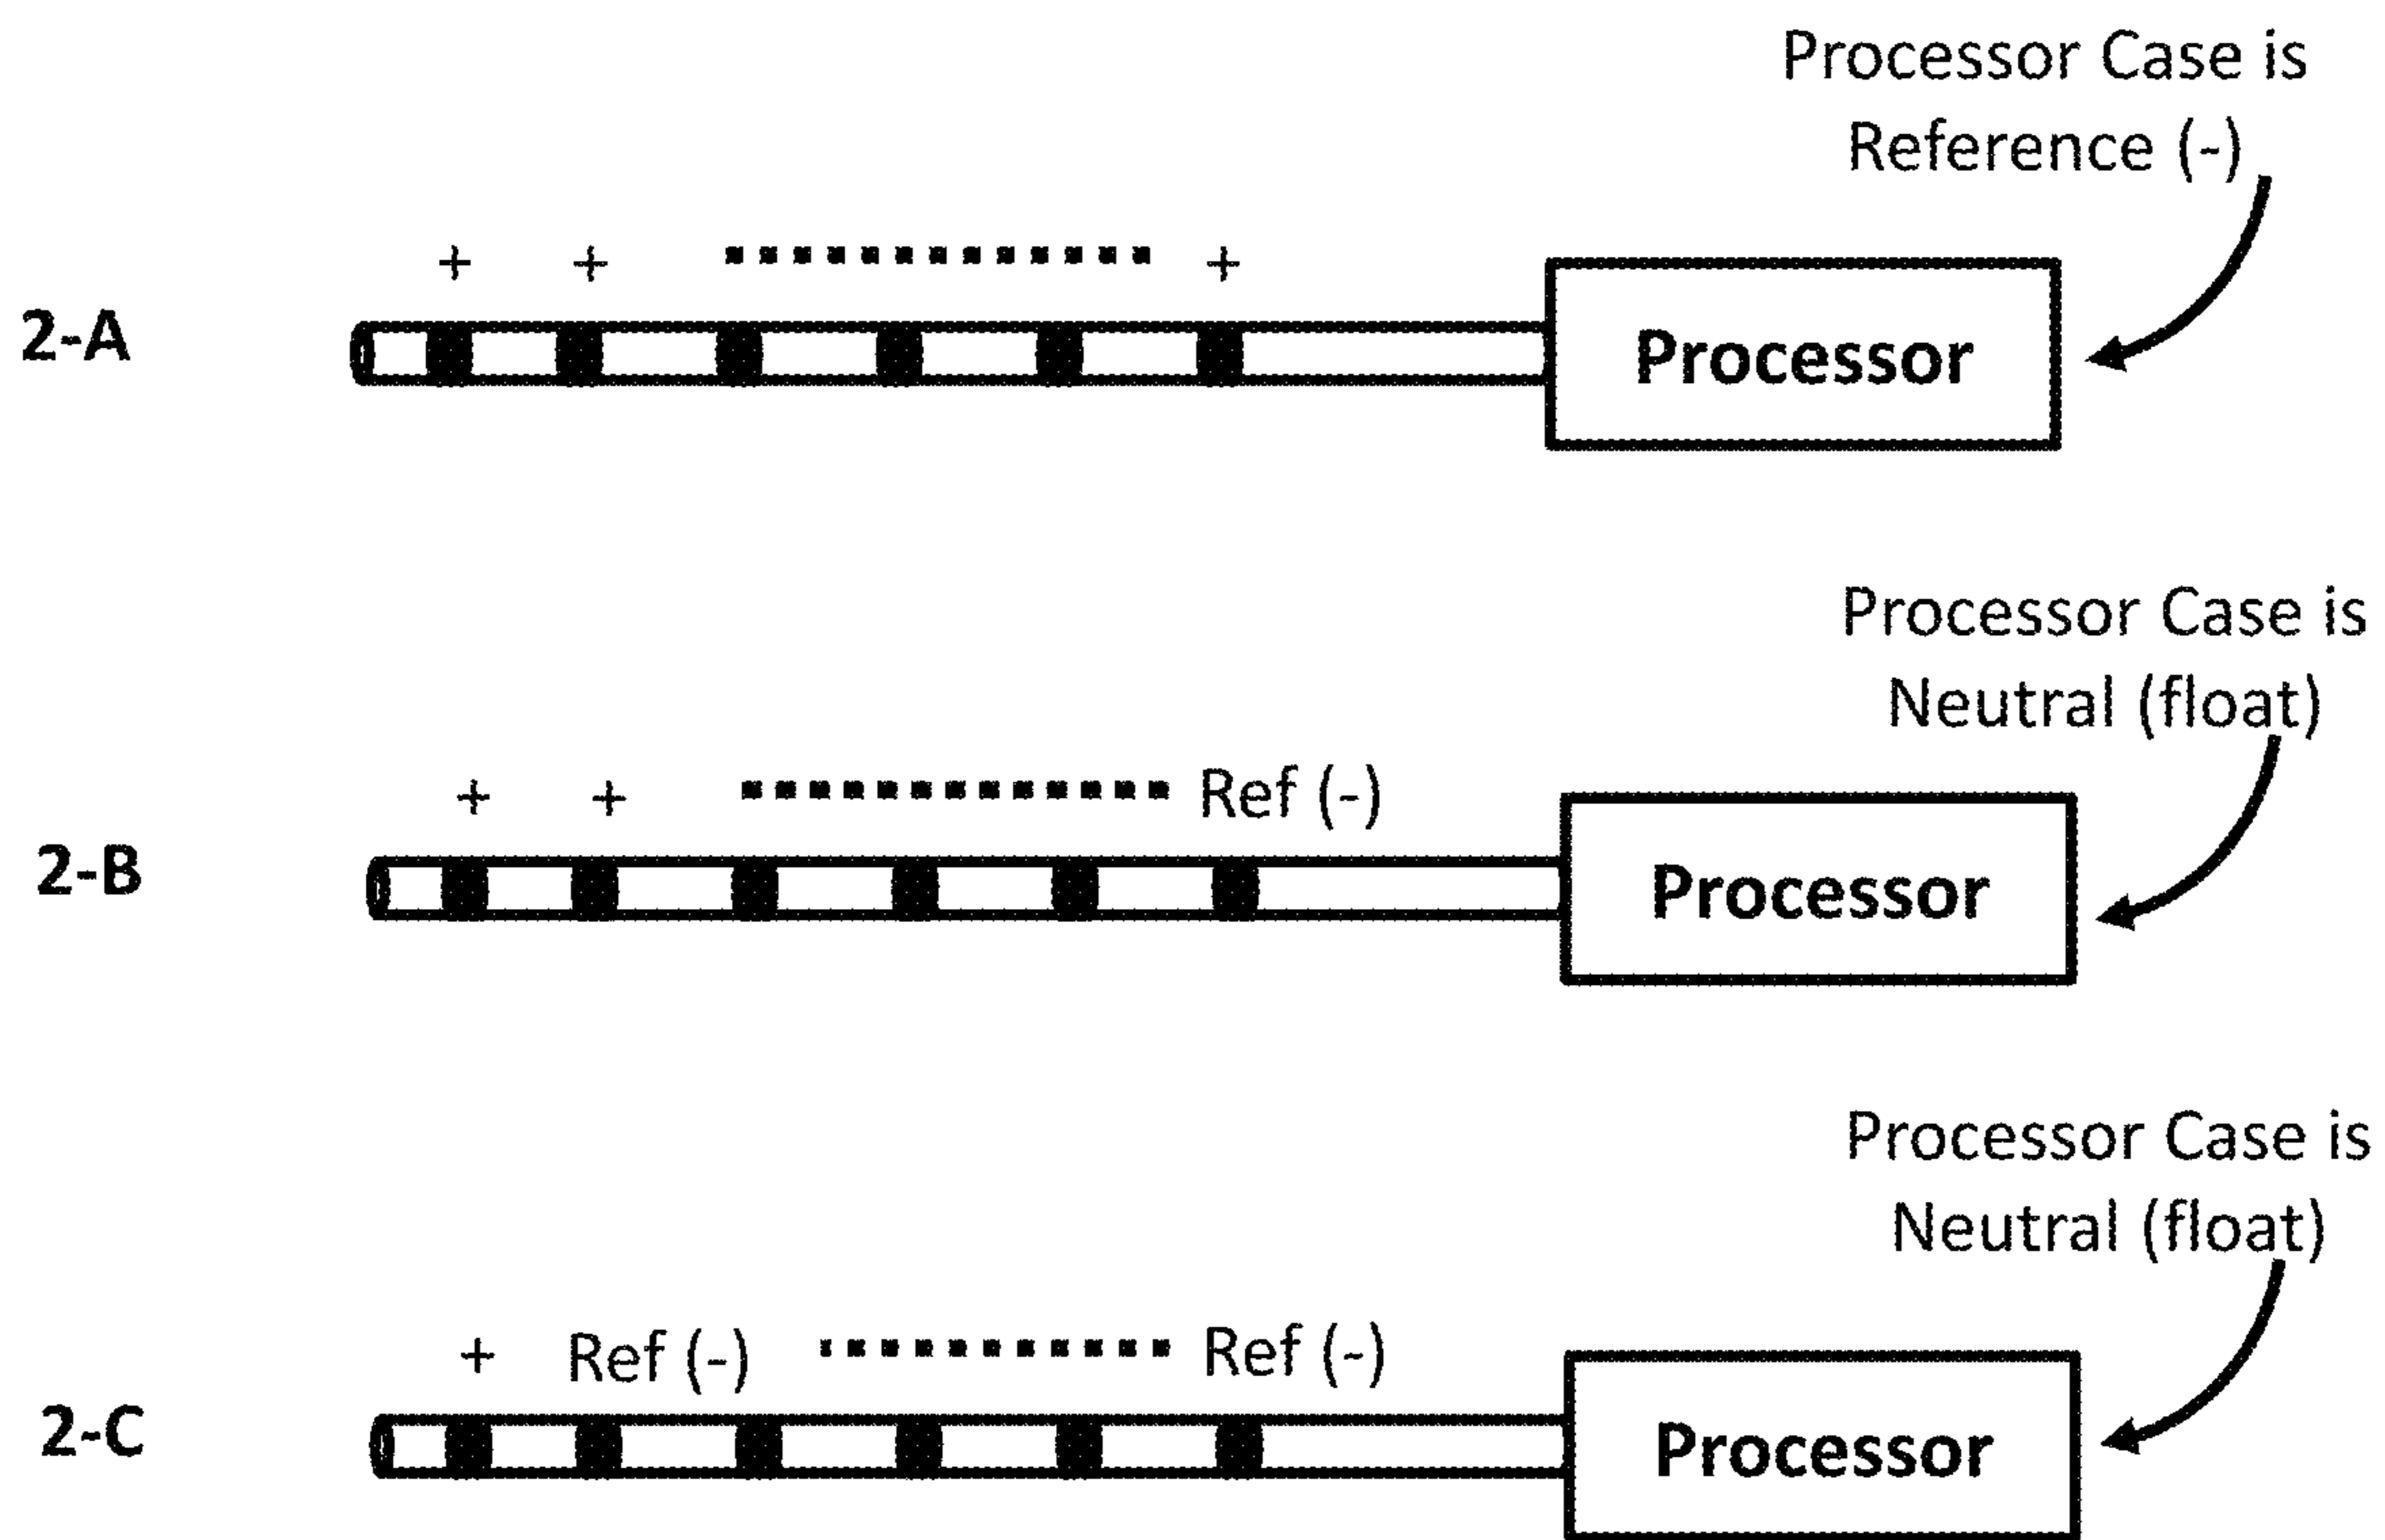 Processor Case is
Reference (-)
+ + +
2-A
Processor
Processor Case is
Neutral (float)
+ + Ref (-)
2-B
Processor
Processor Case is
Neutral (float)
+ Ref (-) Ref (-)
2-C
Processor